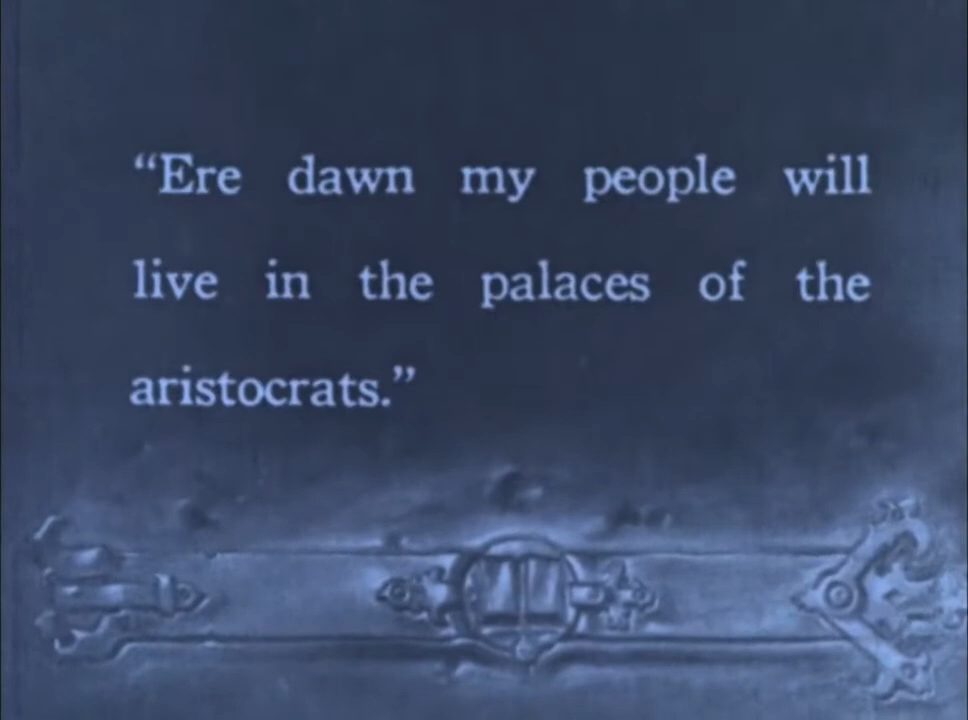 “Ere dawn my people will
live in the palaces of the
aristocrats.”